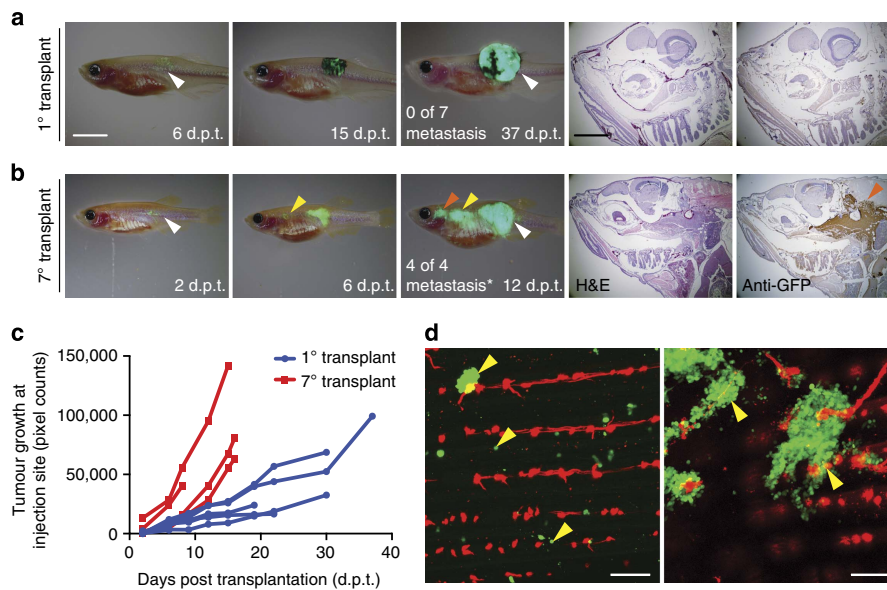 a
1° transplant
6 d.p.t.
15 d.p.t.
0 of 7
metastasis 37 d.p.t.
b
7° transplant
2 d.p.t.
6 d.p.t.
4 of 4
metastasis* 12 d.p.t.
H&E
Anti-GFP
c
Tumour growth at
injection site (pixel counts)
150,000
100,000
50,000
0
1° transplant
7° transplant
0 10 20 30 40
Days post transplantation (d.p.t.)
d